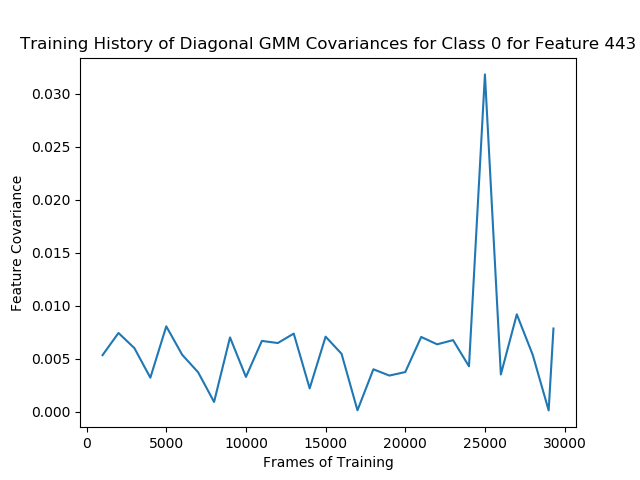 Training History of Diagonal GMM Covariances for Class 0 for Feature 443
Feature Covariance
0.030
0.025
0.020
0.015
0.010
0.005
0.000
0 5000 10000 15000 20000 25000 30000
Frames of Training